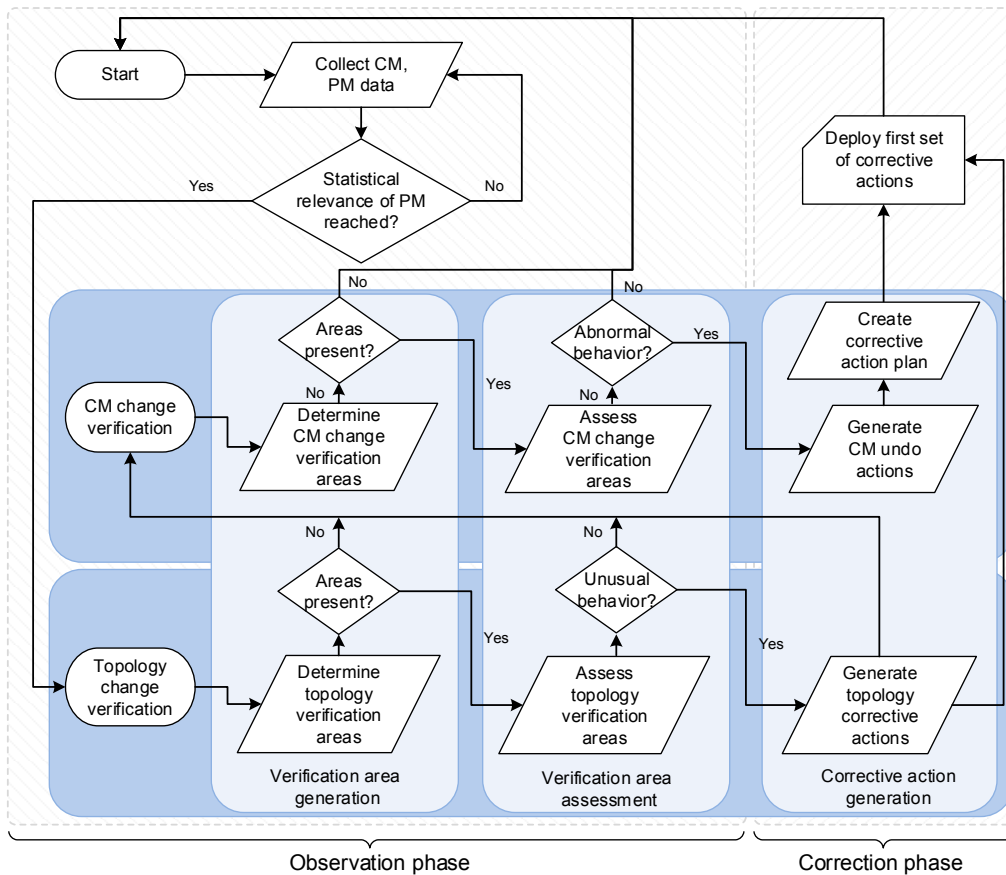 Start
Collect CM,
PM data
Statistical
relevance of PM
reached?
Yes
No
Deploy first set
of corrective
actions
No
No
Areas
present?
Yes
Abnormal
behavior?
Yes
Create
corrective
action plan
CM change
verification
No
Determine
CM change
verification
areas
No
Assess
CM change
verification
areas
Generate
CM undo
actions
No
No
Areas
present?
Yes
Unusual
behavior?
Yes
Topology
change
verification
Determine
topology
verification
areas
Assess
topology
verification
areas
Generate
topology
corrective
actions
Verification area
generation
Verification area
assessment
Corrective action
generation
Observation phase
Correction phase